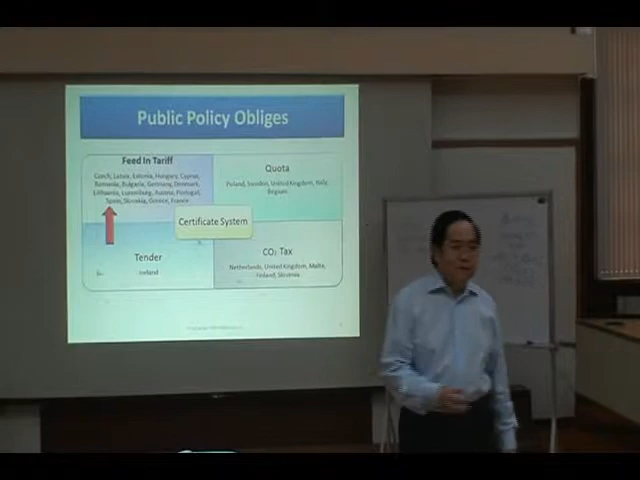 Public Policy Obliges
Feed In Tariff
Czech, Latvia, Estonia, Hungary, Cyprus,
Romania, Bulgaria, Germany, Denmark,
Lithuania, Luxemburg, Austria, Portugal,
Spain, Slovakia, Greece, France
Quota
Poland, Sweden, United Kingdom, Italy,
Belgium
Certificate System
Tender
Iceland
CO₂ Tax
Netherlands, United Kingdom, Malta,
Finland, Slovenia